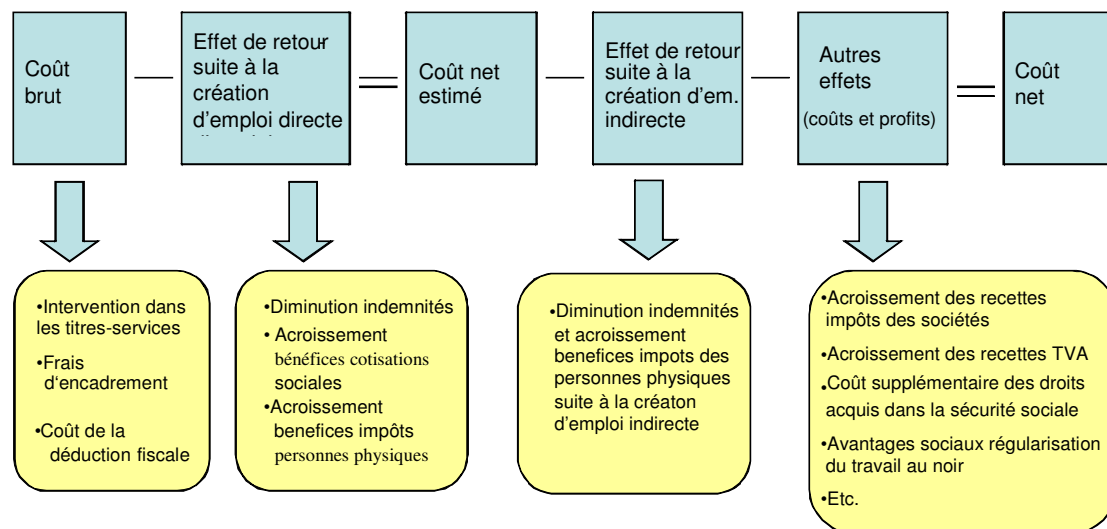 Coût
brut
Effet de retour
suite à la
création
d'emploi directe
Coût net
estimé
Effet de retour
suite à la
création d'em.
indirecte
Autres
effets
(coûts et profits)
Coût
net
•Intervention dans
les titres-services
•Frais
d'encadrement
•Coût de la
déduction fiscale
•Diminution indemnités
• Acroissement
bénéfices cotisations
sociales
•Acroissement
benefices impôts
personnes physiques
•Diminution indemnités
et acroissement
benefices impots des
personnes physiques
suite à la créaton
d'emploi indirecte
•Acroissement des recettes
impôts des sociétés
•Acroissement des recettes TVA
•Coût supplémentaire des droits
acquis dans la sécurité sociale
•Avantages sociaux régularisation
du travail au noir
•Etc.